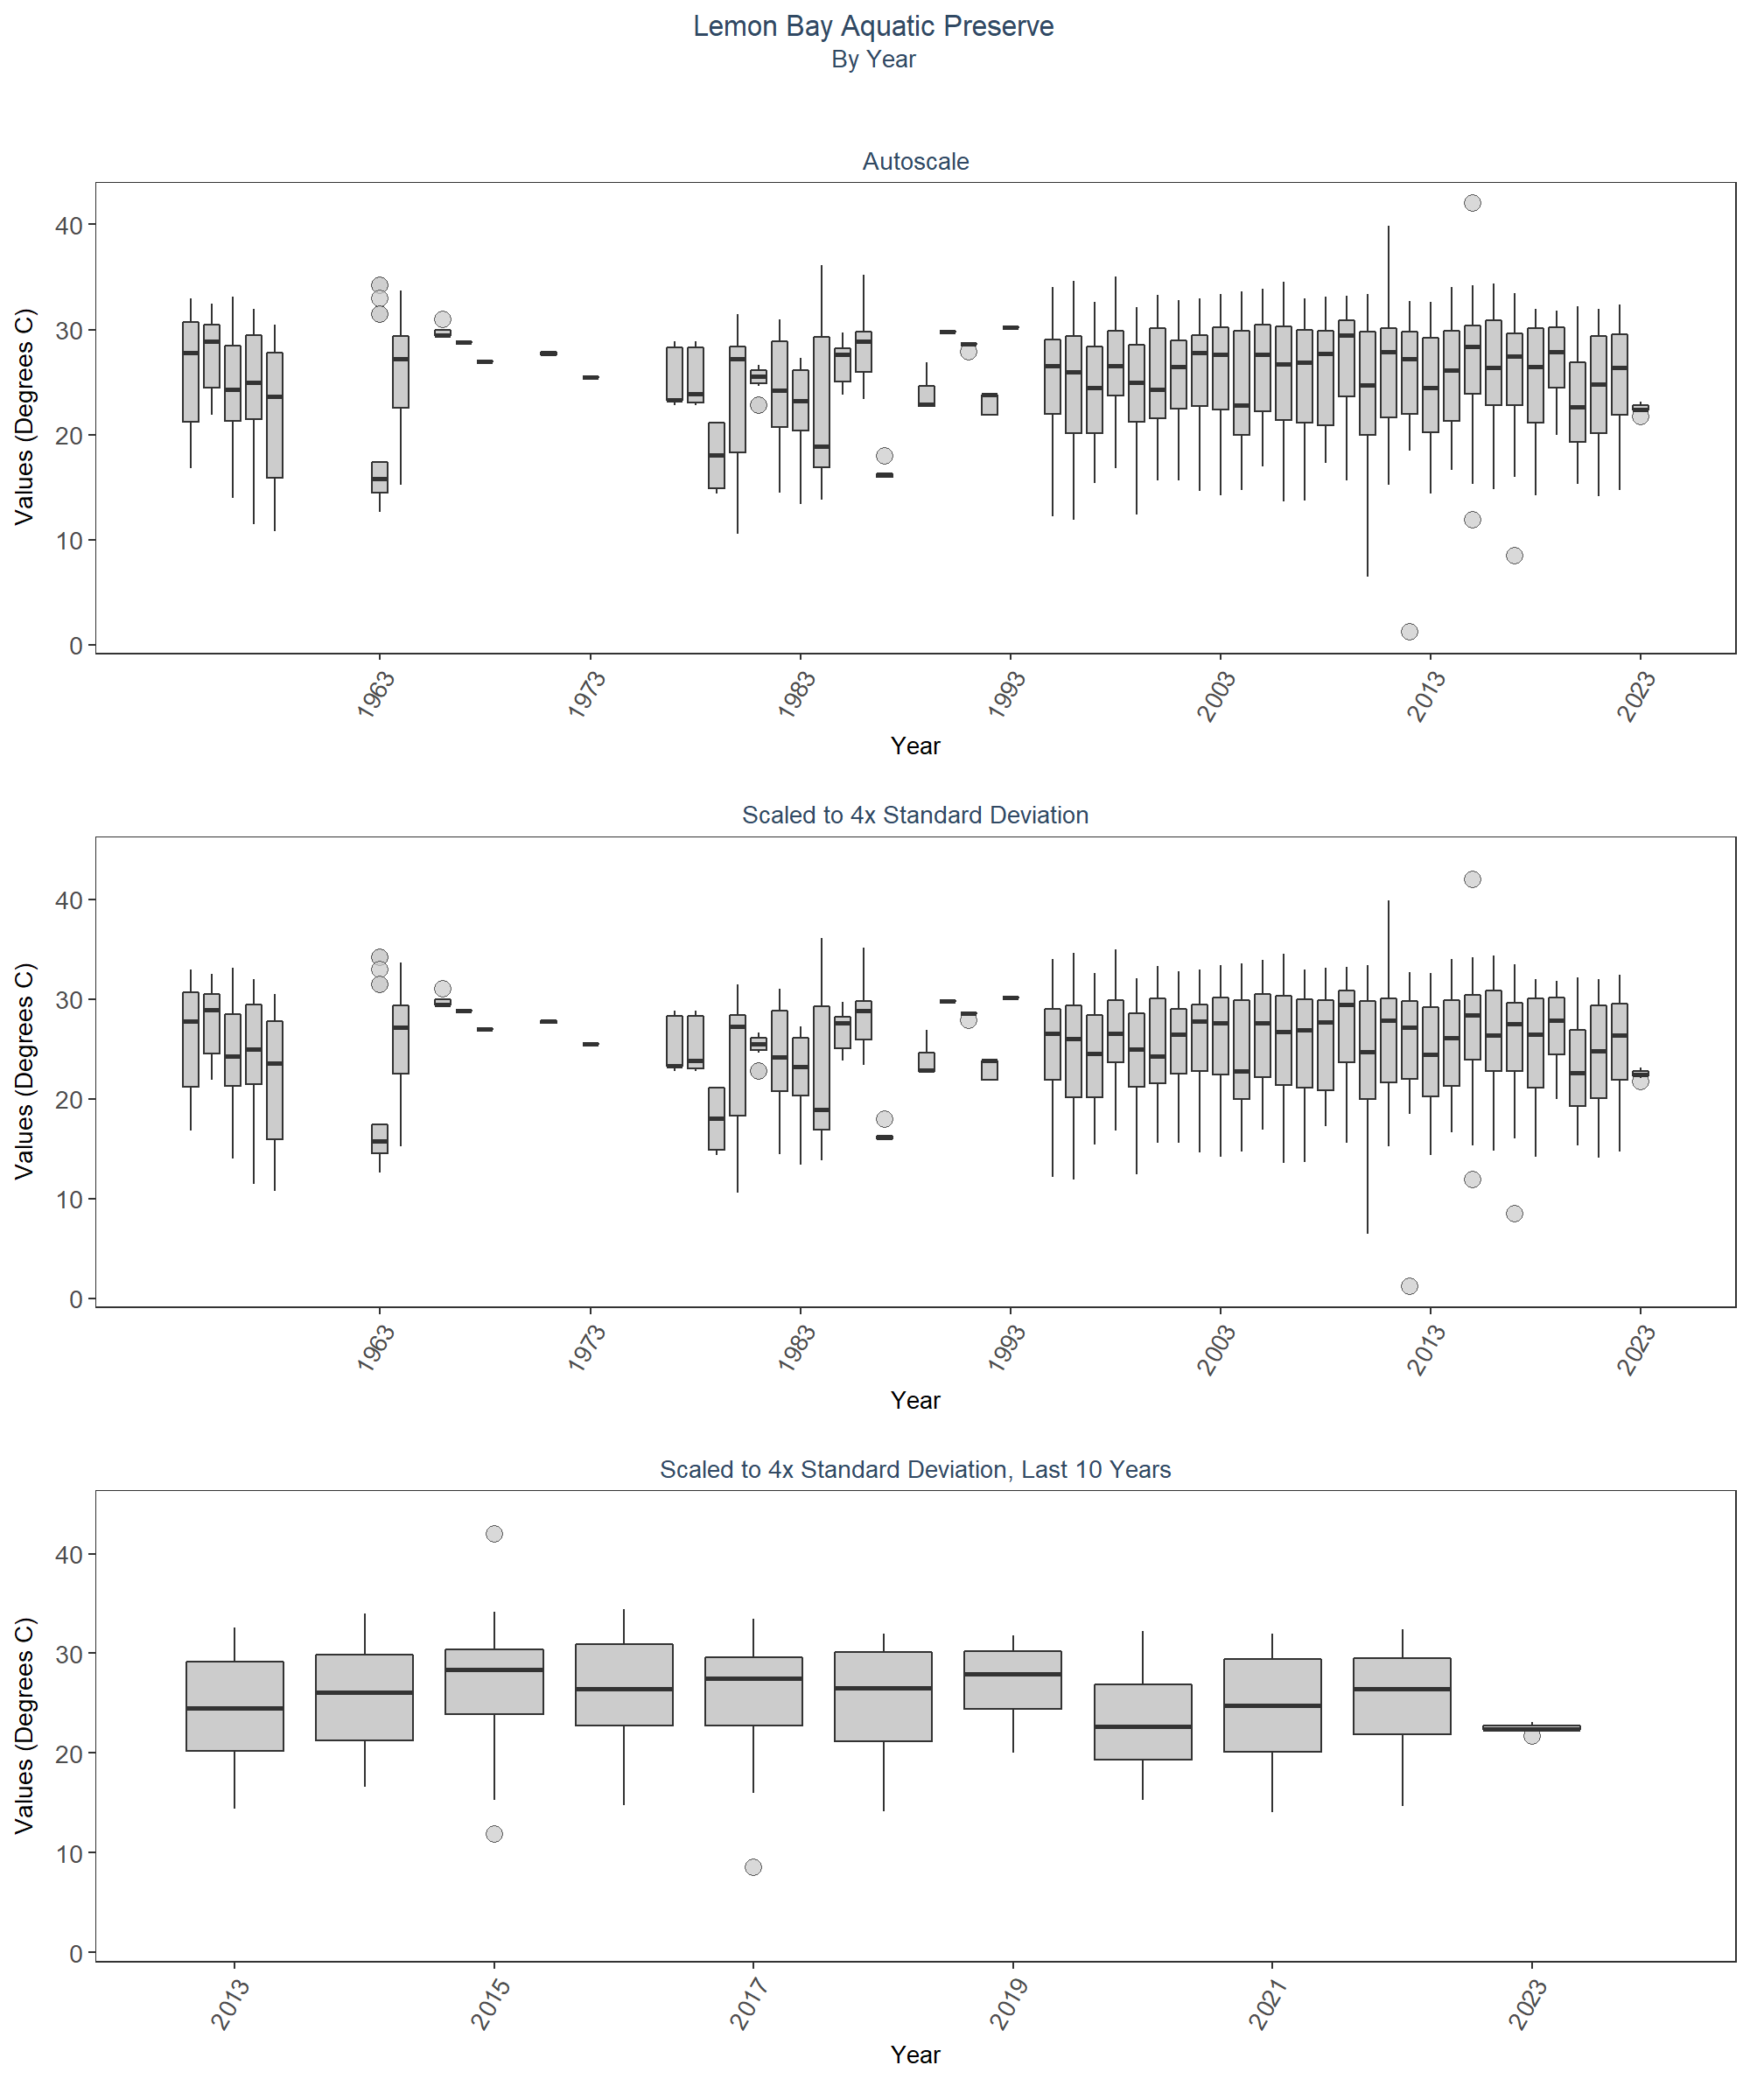 Lemon Bay Aquatic Preserve
By Year
Autoscale
Values (Degrees C)
40
30
20
10
0
1963 1973 1983 1993 2003 2013 2023
Year
Scaled to 4x Standard Deviation
Values (Degrees C)
40
30
20
10
0
1963 1973 1983 1993 2003 2013 2023
Year
Scaled to 4x Standard Deviation, Last 10 Years
Values (Degrees C)
40
30
20
10
0
2013 2015 2017 2019 2021 2023
Year